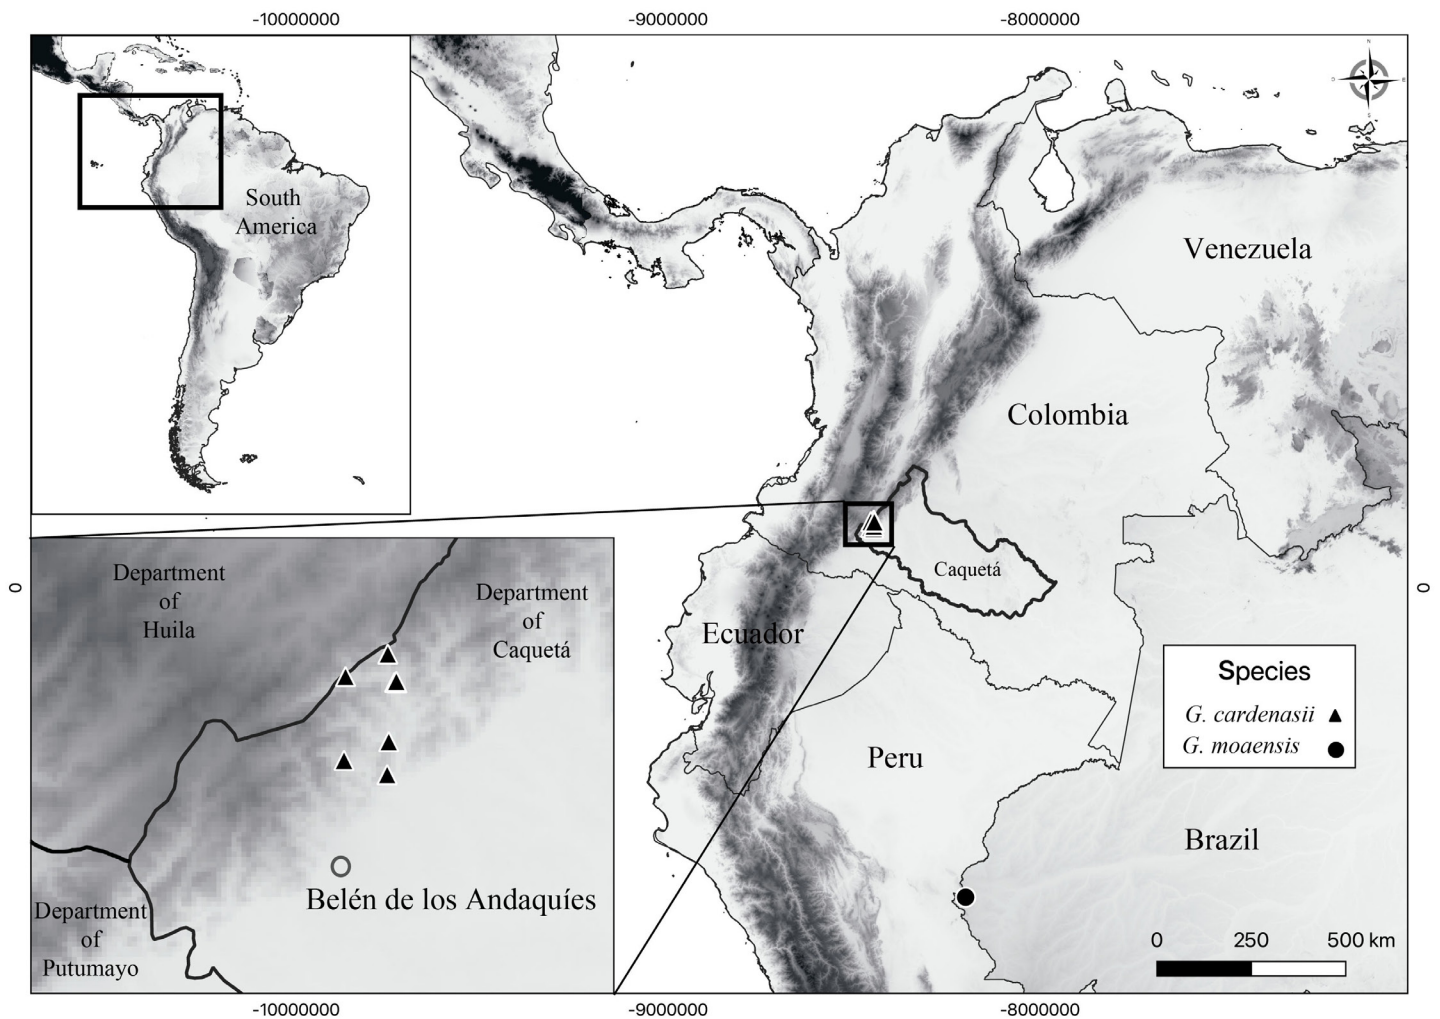 -10000000
-9000000
-8000000
South
America
Venezuela
Colombia
Caquetá
0
0
Ecuador
Peru
Brazil
Species
G. cardenasii
G. moaensis
0 250 500 km
Department
of
Huila
Department
of
Caquetá
Belén de los Andaquíes
Department
of
Putumayo
-10000000
-9000000
-8000000